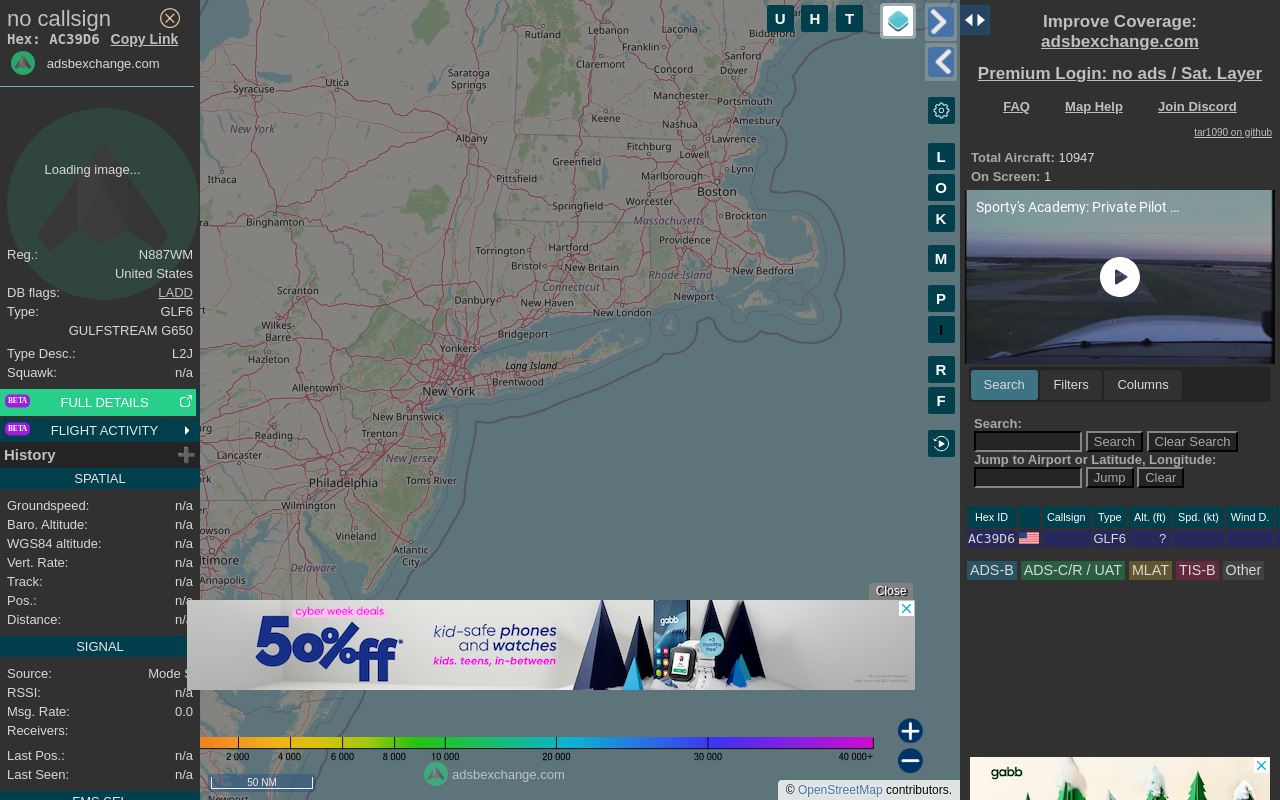 no callsign
Hex: AC39D6 Copy Link
adsbexchange.com
Loading image...
Reg.: N887WM
United States
DB flags: LADD
Type: GLF6
GULFSTREAM G650
Type Desc.: L2J
Squawk: n/a
BETA FULL DETAILS
BETA FLIGHT ACTIVITY
History
SPATIAL
Groundspeed: n/a
Baro. Altitude: n/a
WGS84 altitude: n/a
Vert. Rate: n/a
Track: n/a
Pos.: n/a
Distance: n/a
SIGNAL
Source: Mode S
RSSI: n/a
Msg. Rate: 0.0
Receivers:
Last Pos.: n/a
Last Seen: n/a
FMS SEL
U H T
L
O
K
M
P
I
R
F
Rutland
Lebanon
Laconia
Biddeford
Franklin
Claremont
Sanford
Concord
Dover
Saratoga
Springs
Utica
Syracuse
Manchester
Portsmouth
Keene
Amesbury
Nashua
New York
Albany
Lawrence
Fitchburg
Lowell
Greenfield
Lynn
Ithaca
Pittsfield
Marlborough
Boston
Worcester
Springfield
Massachusetts
Brockton
Binghamton
Providence
Torrington
Hartford
Bristol
New Britain
New Bedford
Rhode Island
Connecticut
Newport
Scranton
Danbury
New Haven
New London
Wilkes-
Barre
Bridgeport
Yonkers
Hazleton
Long Island
Brentwood
Allentown
New York
New Brunswick
Reading
Trenton
Lancaster
New Jersey
Philadelphia
Toms River
Wilmington
Vineland
Atlantic
City
Annapolis
Delaware
Close
cyber week deals
50% off*
kid-safe phones
and watches
kids. teens, in-between
gabb
+3
months
free*
2 000 4 000 6 000 8 000 10 000 20 000 30 000 40 000+
50 NM
adsbexchange.com
© OpenStreetMap contributors.
Improve Coverage:
adsbexchange.com
Premium Login: no ads / Sat. Layer
FAQ Map Help Join Discord
tar1090 on github
Total Aircraft: 10947
On Screen: 1
Sporty's Academy: Private Pilot ...
Search Filters Columns
Search:
Search Clear Search
Jump to Airport or Latitude, Longitude:
Jump Clear
Hex ID Callsign Type Alt. (ft) Spd. (kt) Wind D.
AC39D6 GLF6 ?
ADS-B ADS-C/R / UAT MLAT TIS-B Other
gabb